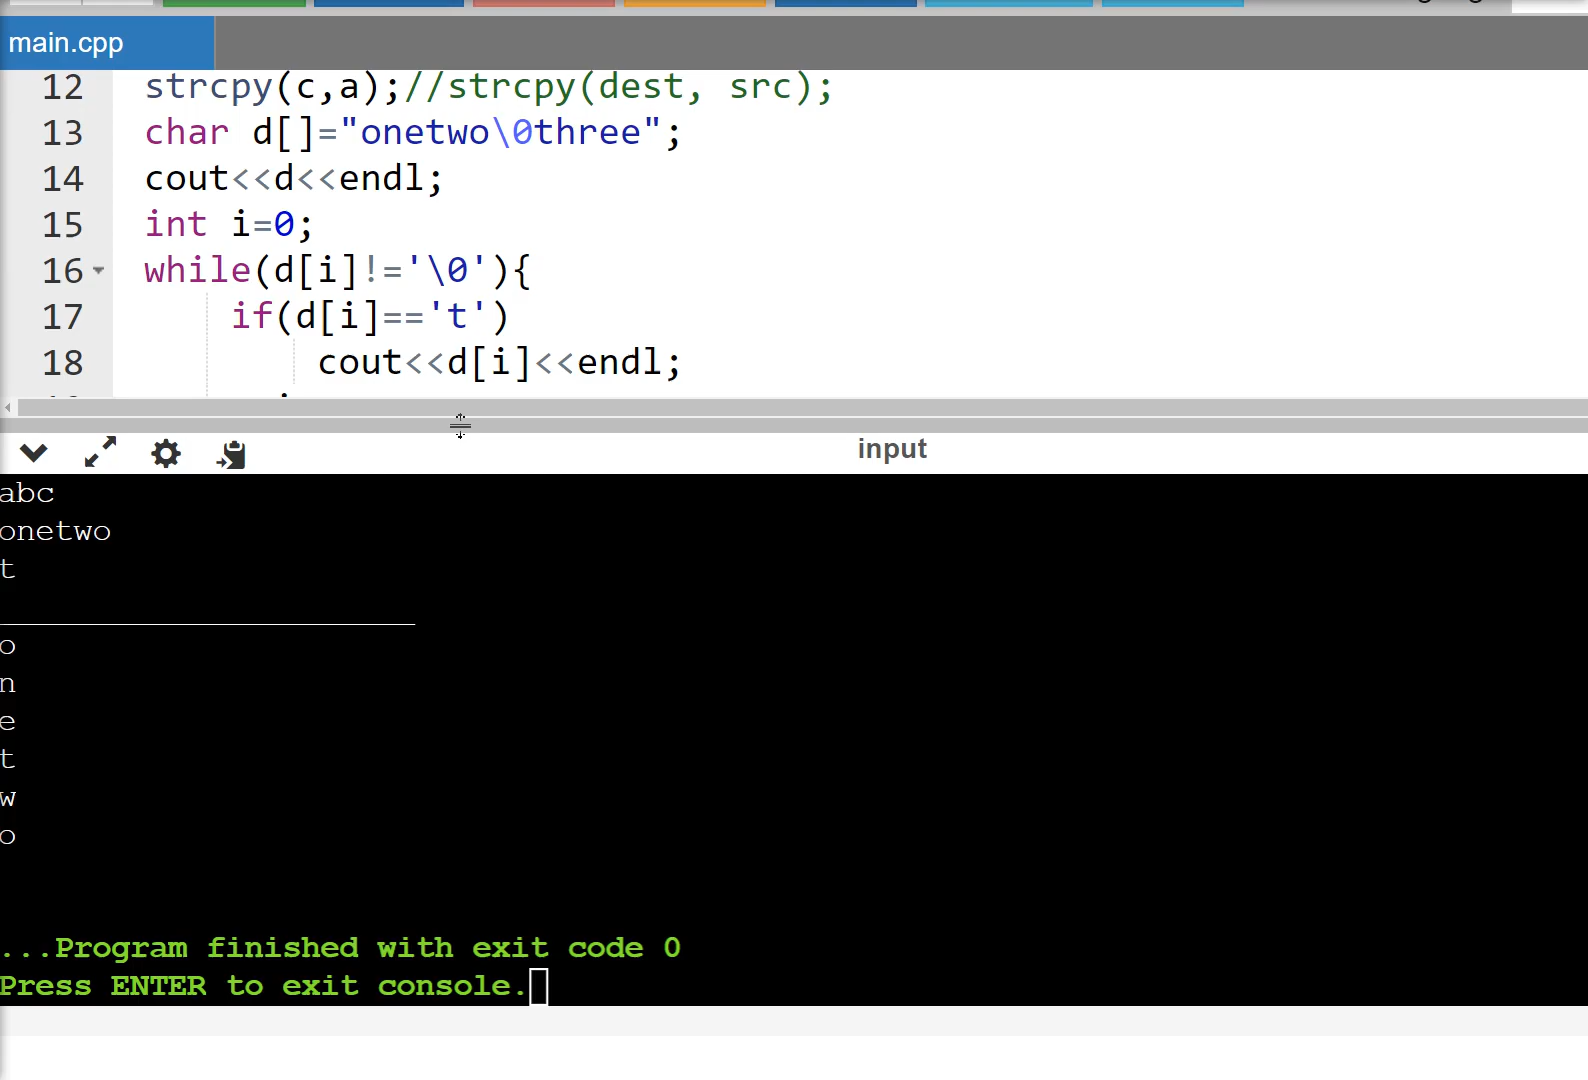 main.cpp
12 strcpy(c,a);//strcpy(dest, src);
13 char d[]="onetwo\0three";
14 cout<<d<<endl;
15 int i=0;
16 while(d[i]!='\0'){
17 if(d[i]=='t')
18 cout<<d[i]<<endl;
input
abc
onetwo
t
______________________
o
n
e
t
w
o
...Program finished with exit code 0
Press ENTER to exit console.